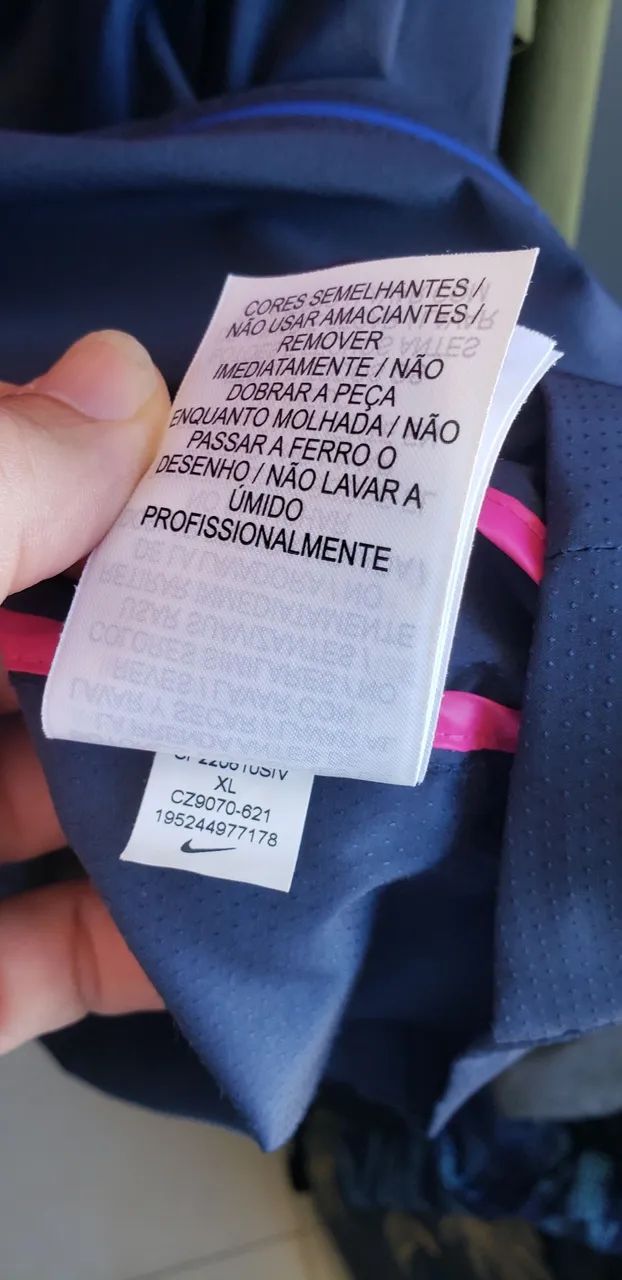 CORES SEMELHANTES /
NÃO USAR AMACIANTES /
REMOVER
IMEDIATAMENTE / NÃO
DOBRAR A PEÇA
ENQUANTO MOLHADA / NÃO
PASSAR A FERRO O
DESENHO / NÃO LAVAR A
ÚMIDO
PROFISSIONALMENTE
XL
CZ9070-621
195244977178